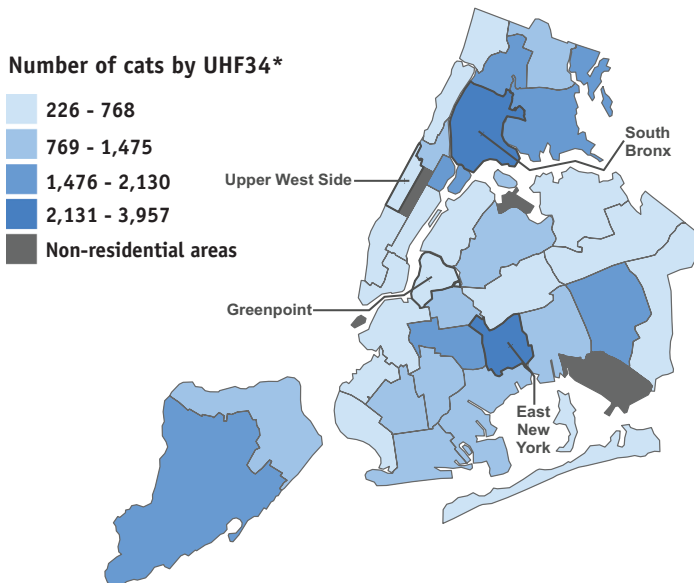 Number of cats by UHF34*
226 - 768
769 - 1,475
1,476 - 2,130
2,131 - 3,957
Non-residential areas
South
Bronx
Upper West Side
Greenpoint
East
New
York